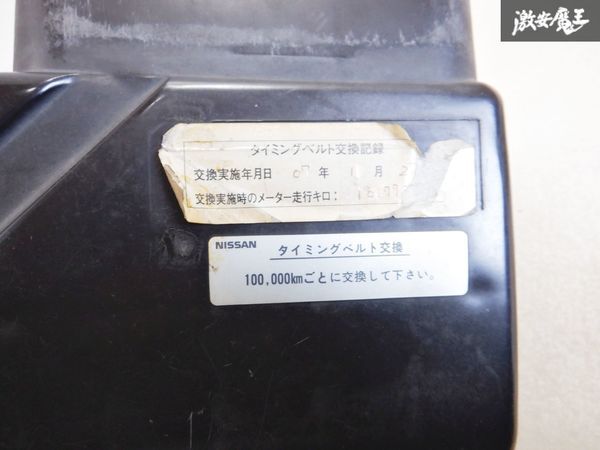 激安魔王
タイミングベルト交換記録
交換実施年月日 年 月
交換実施時のメーター走行キロ:
NISSAN タイミングベルト交換
100,000kmごとに交換して下さい。